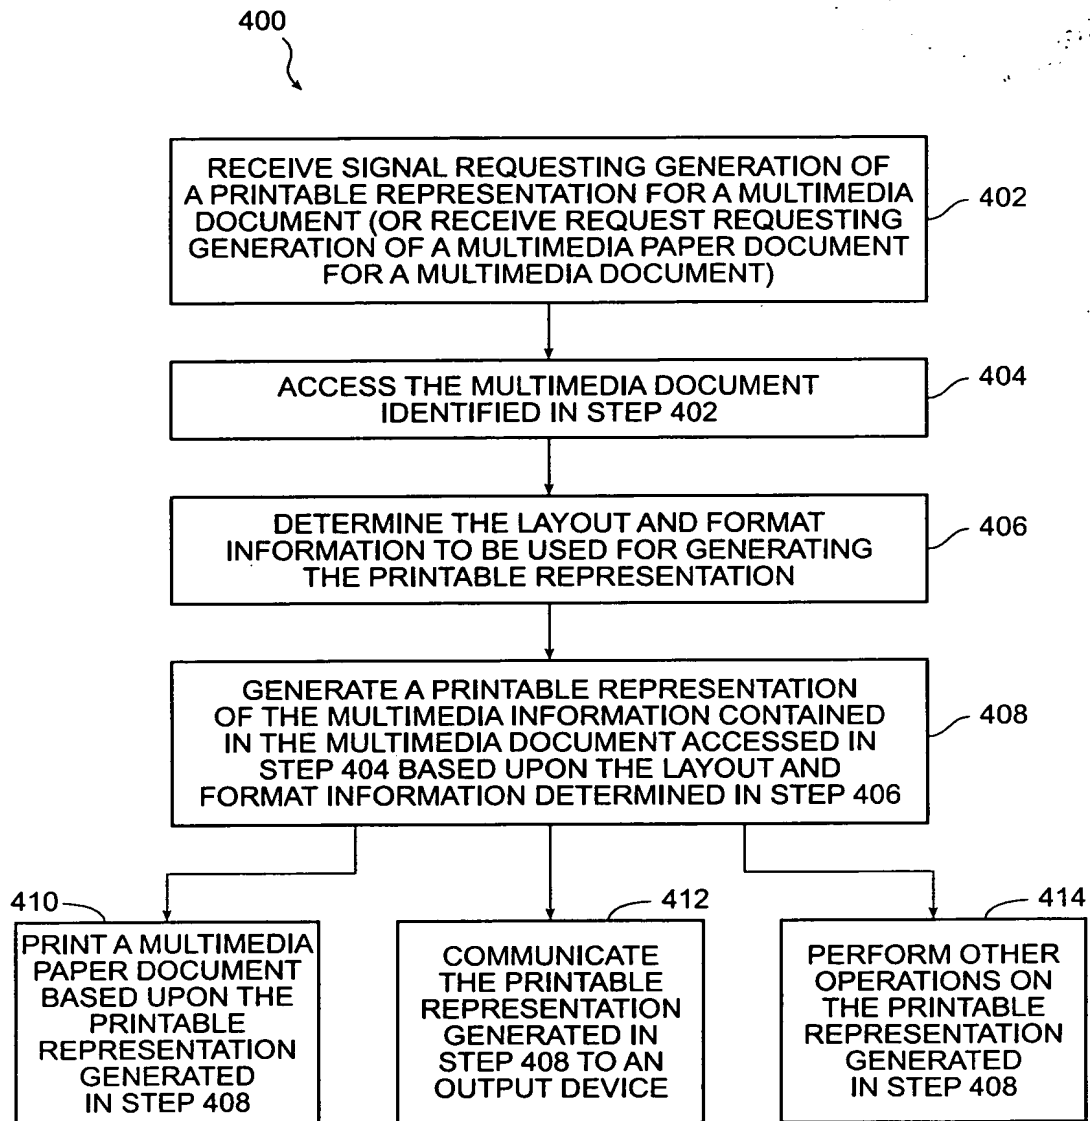 400
RECEIVE SIGNAL REQUESTING GENERATION OF
A PRINTABLE REPRESENTATION FOR A MULTIMEDIA
DOCUMENT (OR RECEIVE REQUEST REQUESTING
GENERATION OF A MULTIMEDIA PAPER DOCUMENT
FOR A MULTIMEDIA DOCUMENT)
402
ACCESS THE MULTIMEDIA DOCUMENT
IDENTIFIED IN STEP 402
404
DETERMINE THE LAYOUT AND FORMAT
INFORMATION TO BE USED FOR GENERATING
THE PRINTABLE REPRESENTATION
406
GENERATE A PRINTABLE REPRESENTATION
OF THE MULTIMEDIA INFORMATION CONTAINED
IN THE MULTIMEDIA DOCUMENT ACCESSED IN
STEP 404 BASED UPON THE LAYOUT AND
FORMAT INFORMATION DETERMINED IN STEP 406
408
410
PRINT A MULTIMEDIA
PAPER DOCUMENT
BASED UPON THE
PRINTABLE
REPRESENTATION
GENERATED
IN STEP 408
412
COMMUNICATE
THE PRINTABLE
REPRESENTATION
GENERATED IN
STEP 408 TO AN
OUTPUT DEVICE
414
PERFORM OTHER
OPERATIONS ON
THE PRINTABLE
REPRESENTATION
GENERATED
IN STEP 408